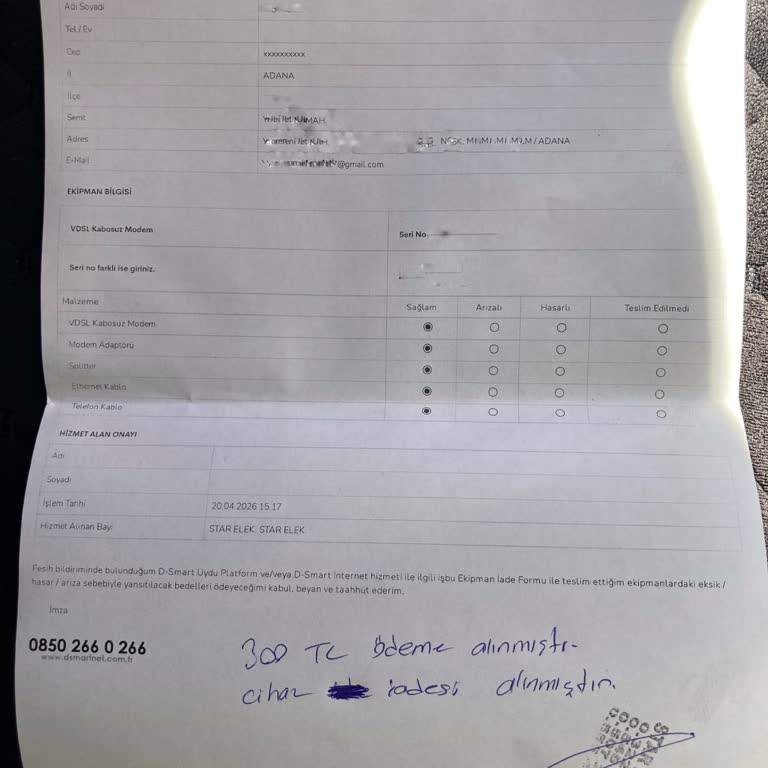 Adı Soyadı
Tel / Ev
Cep xxxxxxxxxx
İl ADANA
İlçe
Semt MAH.
Adres / ADANA
E-Mail @gmail.com
EKİPMAN BİLGİSİ
VDSL Kabosuz Modem Seri No
Seri no farklı ise giriniz.
Malzeme Sağlam Arızalı Hasarlı Teslim Edilmedi
VDSL Kabosuz Modem
Modem Adaptörü
Splitter
Ethernet Kablo
Telefon Kablo
HİZMET ALAN ONAYI
Adı
Soyadı
İşlem Tarihi 20.04.2026 15:17
Hizmet Alınan Bayi STAR ELEK. STAR ELEK.
Fesih bildiriminde bulunduğum D-Smart Uydu Platform ve/veya D-Smart İnternet hizmeti ile ilgili işbu Ekipman İade Formu ile teslim ettiğim ekipmanlardaki eksik /
hasar / arıza sebebiyle yansıtılacak bedelleri ödeyeceğimi kabul, beyan ve taahhüt ederim.
İmza
0850 266 0 266
www.dsmartnet.com.tr
300 TL ödeme alınmıştır.
cihaz iadesi alınmıştır.